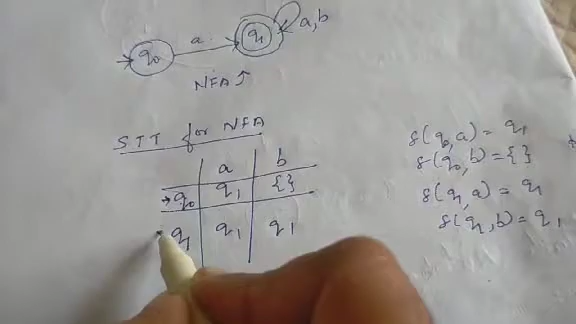 q₀ a q₁ a,b
NFA ↑
STT for NFA
a b
→q₀ q₁ {}
q₁ q₁ q₁
δ(q₀,a) = q₁
δ(q₀,b) = {}
δ(q₁,a) = q₁
δ(q₁,b) = q₁